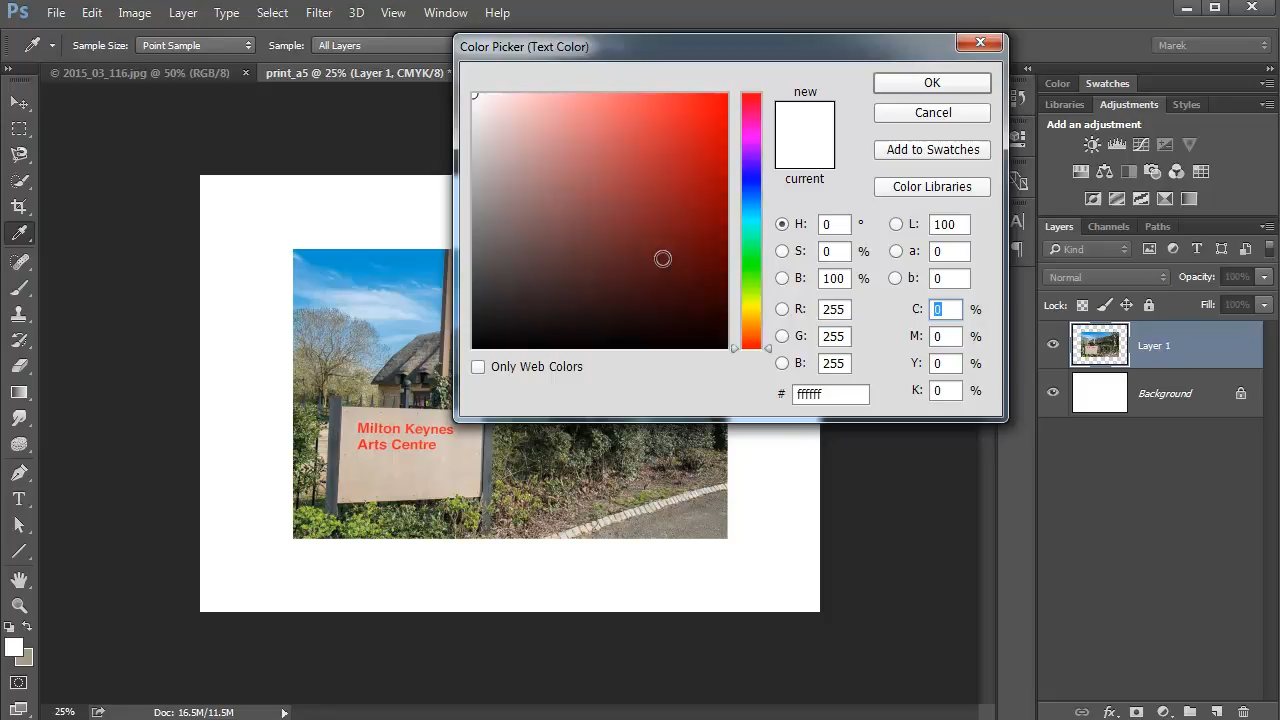 Ps File Edit Image Layer Type Select Filter 3D View Window Help
Sample Size: Point Sample Sample: All Layers Marek
© 2015_03_116.jpg @ 50% (RGB/8) × print_a5 @ 25% (Layer 1, CMYK/8) *
Color Picker (Text Color)
new
current
OK
Cancel
Add to Swatches
Color Libraries
H: 0 ° L: 100
S: 0 % a: 0
B: 100 % b: 0
R: 255 C: 0 %
G: 255 M: 0 %
B: 255 Y: 0 %
# ffffff K: 0 %
Only Web Colors
Milton Keynes
Arts Centre
Color Swatches
Libraries Adjustments Styles
Add an adjustment
Layers Channels Paths
Kind
Normal Opacity: 100%
Lock: Fill: 100%
Layer 1
Background
25% Doc: 16.5M/11.5M